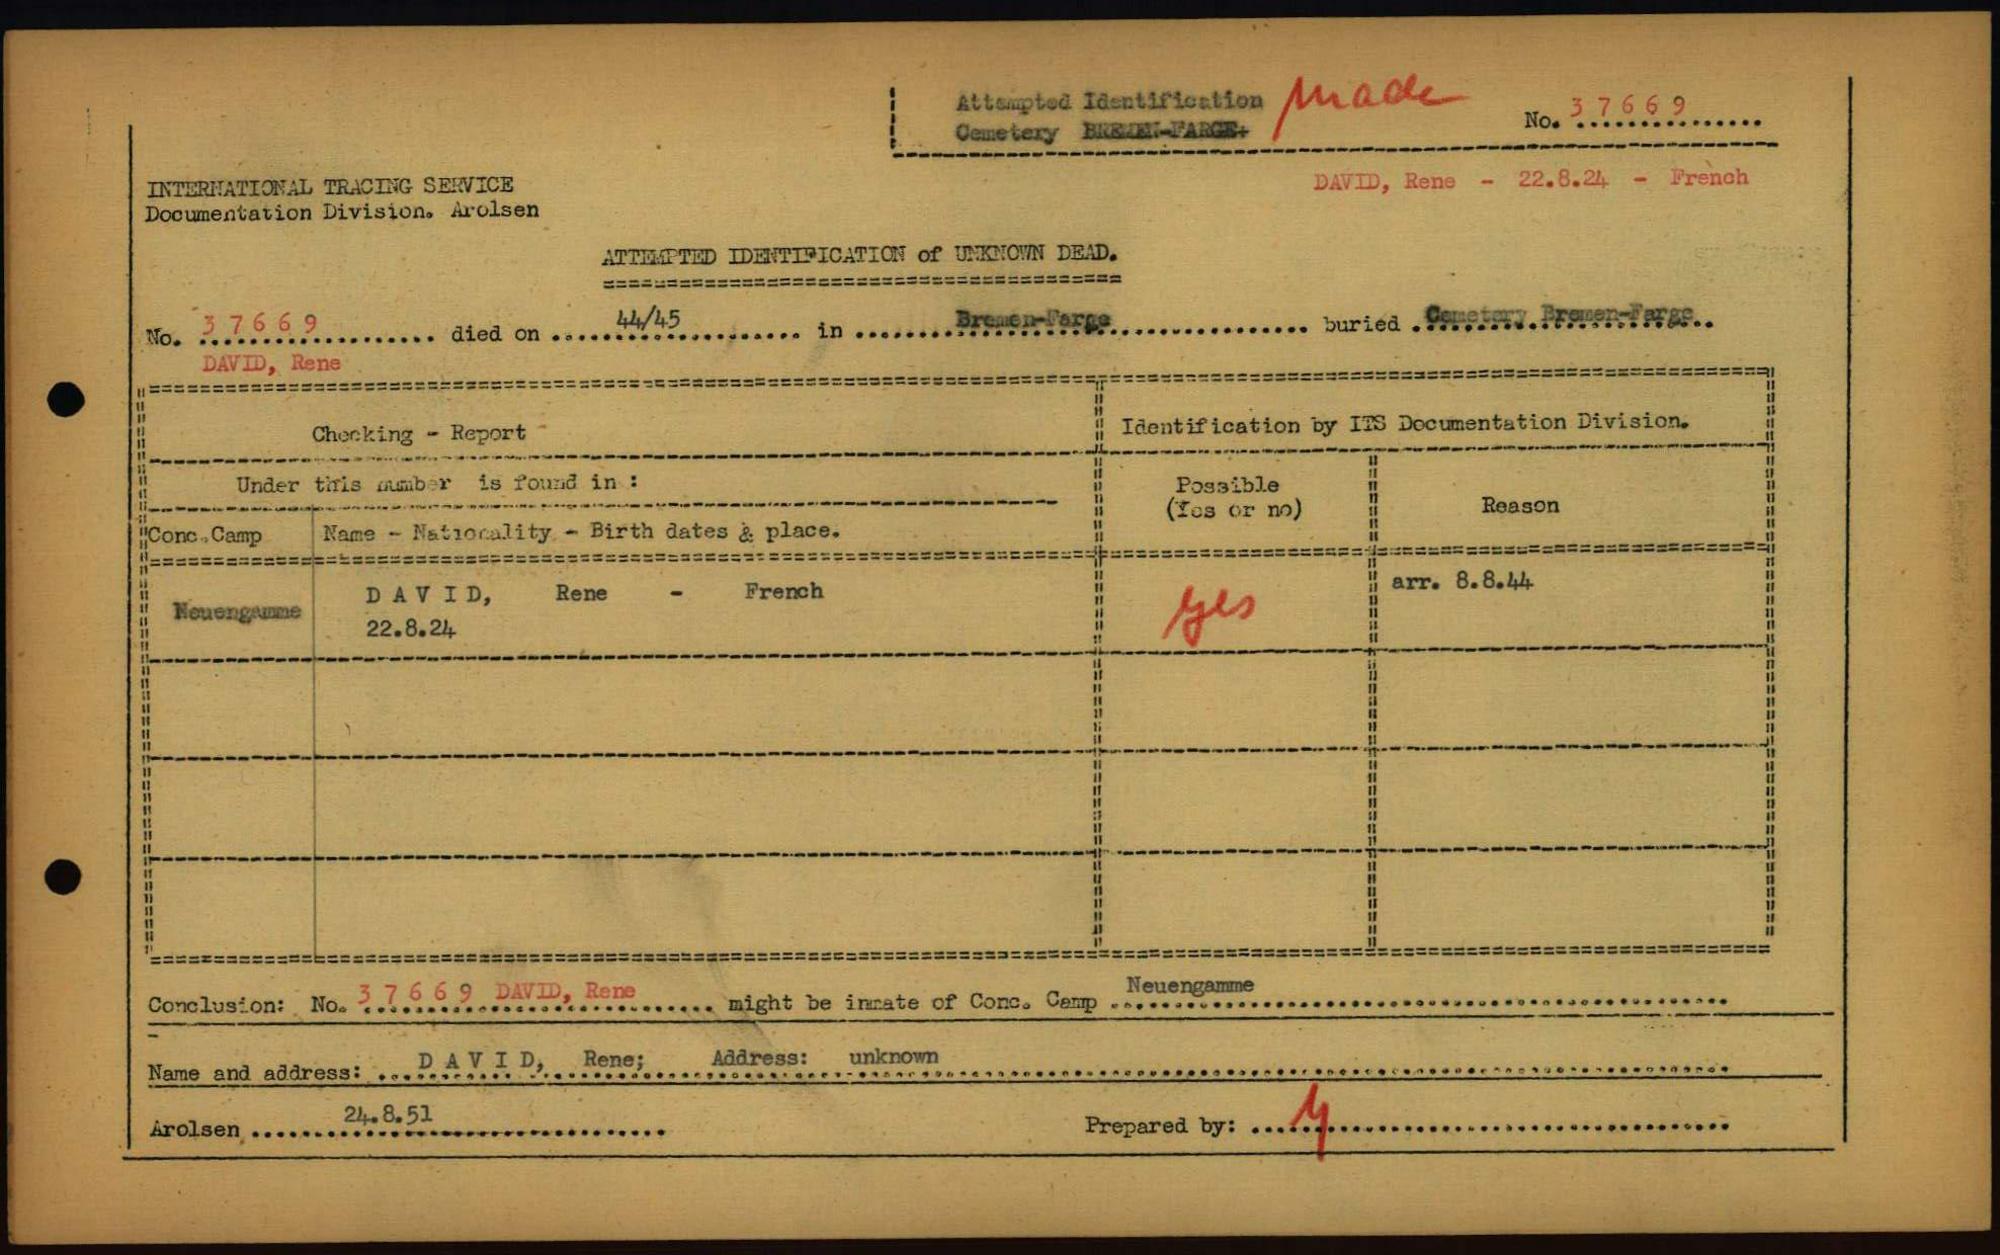 Attempted Identification made
Cemetery BREMEN-FARGE+
No. 37669
DAVID, Rene - 22.8.24 - French
INTERNATIONAL TRACING SERVICE
Documentation Division. Arolsen
ATTEMPTED IDENTIFICATION of UNKNOWN DEAD.
No. 37669 died on 44/45 in Bremen-Farge buried Cemetery Bremen-Farge
DAVID, Rene
Checking - Report
Identification by ITS Documentation Division.
Under this number is found in :
Possible
(Yes or no)
Reason
Conc.Camp
Name - Nationality - Birth dates & place.
Neuengamme
D A V I D, Rene - French
22.8.24
yes
arr. 8.8.44
Conclusion: No. 37669 DAVID, Rene might be inmate of Conc. Camp Neuengamme
Name and address: D A V I D, Rene; Address: unknown
Arolsen 24.8.51
Prepared by: